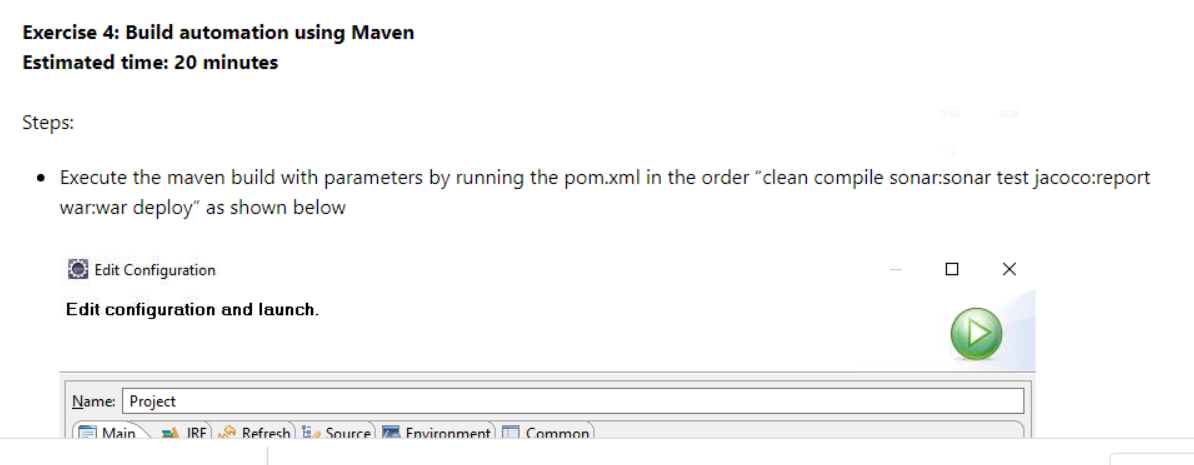 Exercise 4: Build automation using Maven
Estimated time: 20 minutes
Steps:
• Execute the maven build with parameters by running the pom.xml in the order “clean compile sonar:sonar test jacoco:report
war:war deploy” as shown below
Edit Configuration
Edit configuration and launch.
Name: Project
Main JRE Refresh Source Environment Common